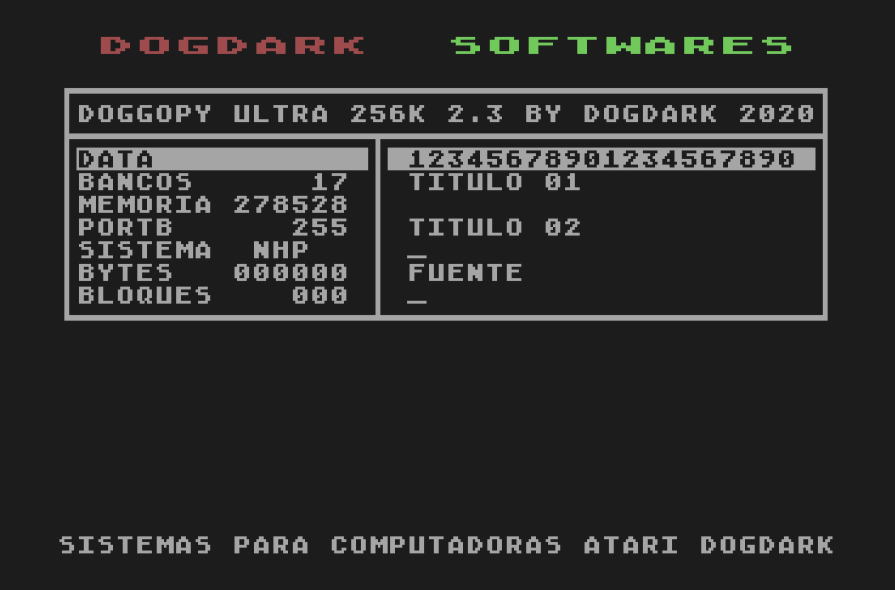 DOGDARK SOFTWARES
DOGGOPY ULTRA 256K 2.3 BY DOGDARK 2020
DATA
BANCOS 17
MEMORIA 278528
PORTB 255
SISTEMA NHP
BYTES 000000
BLOQUES 000
12345678901234567890
TITULO 01
TITULO 02
_
FUENTE
_
SISTEMAS PARA COMPUTADORAS ATARI DOGDARK